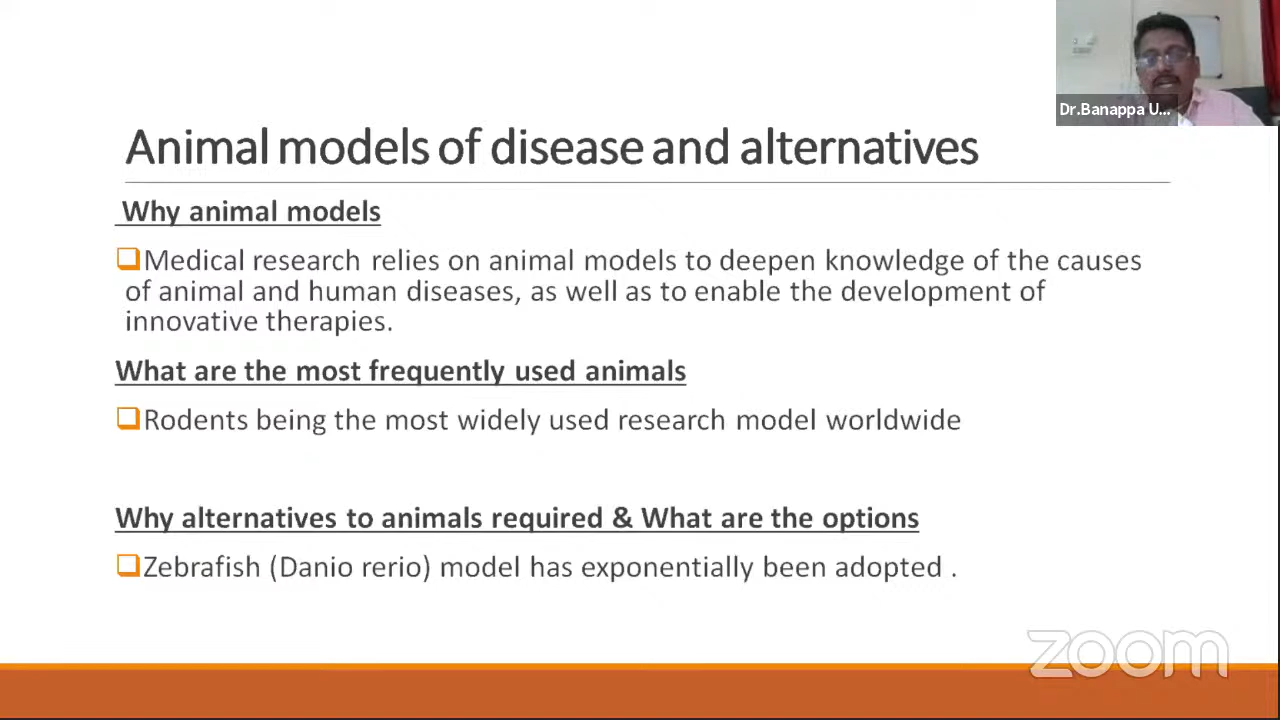 Dr.Banappa U...
Animal models of disease and alternatives
Why animal models
Medical research relies on animal models to deepen knowledge of the causes
of animal and human diseases, as well as to enable the development of
innovative therapies.
What are the most frequently used animals
Rodents being the most widely used research model worldwide
Why alternatives to animals required & What are the options
Zebrafish (Danio rerio) model has exponentially been adopted .
zoom